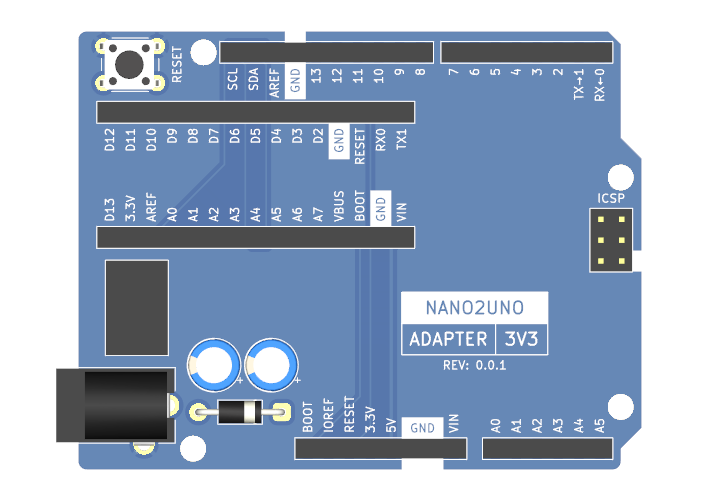 RESET
SCL SDA AREF GND 13 12 11 10 9 8 7 6 5 4 3 2 TX→1 RX←0
D12 D11 D10 D9 D8 D7 D6 D5 D4 D3 D2 GND RESET RX0 TX1
D13 3.3V AREF A0 A1 A2 A3 A4 A5 A6 A7 VBUS BOOT GND VIN
ICSP
NANO2UNO
ADAPTER 3V3
REV: 0.0.1
+ +
BOOT IOREF RESET 3.3V 5V GND VIN A0 A1 A2 A3 A4 A5